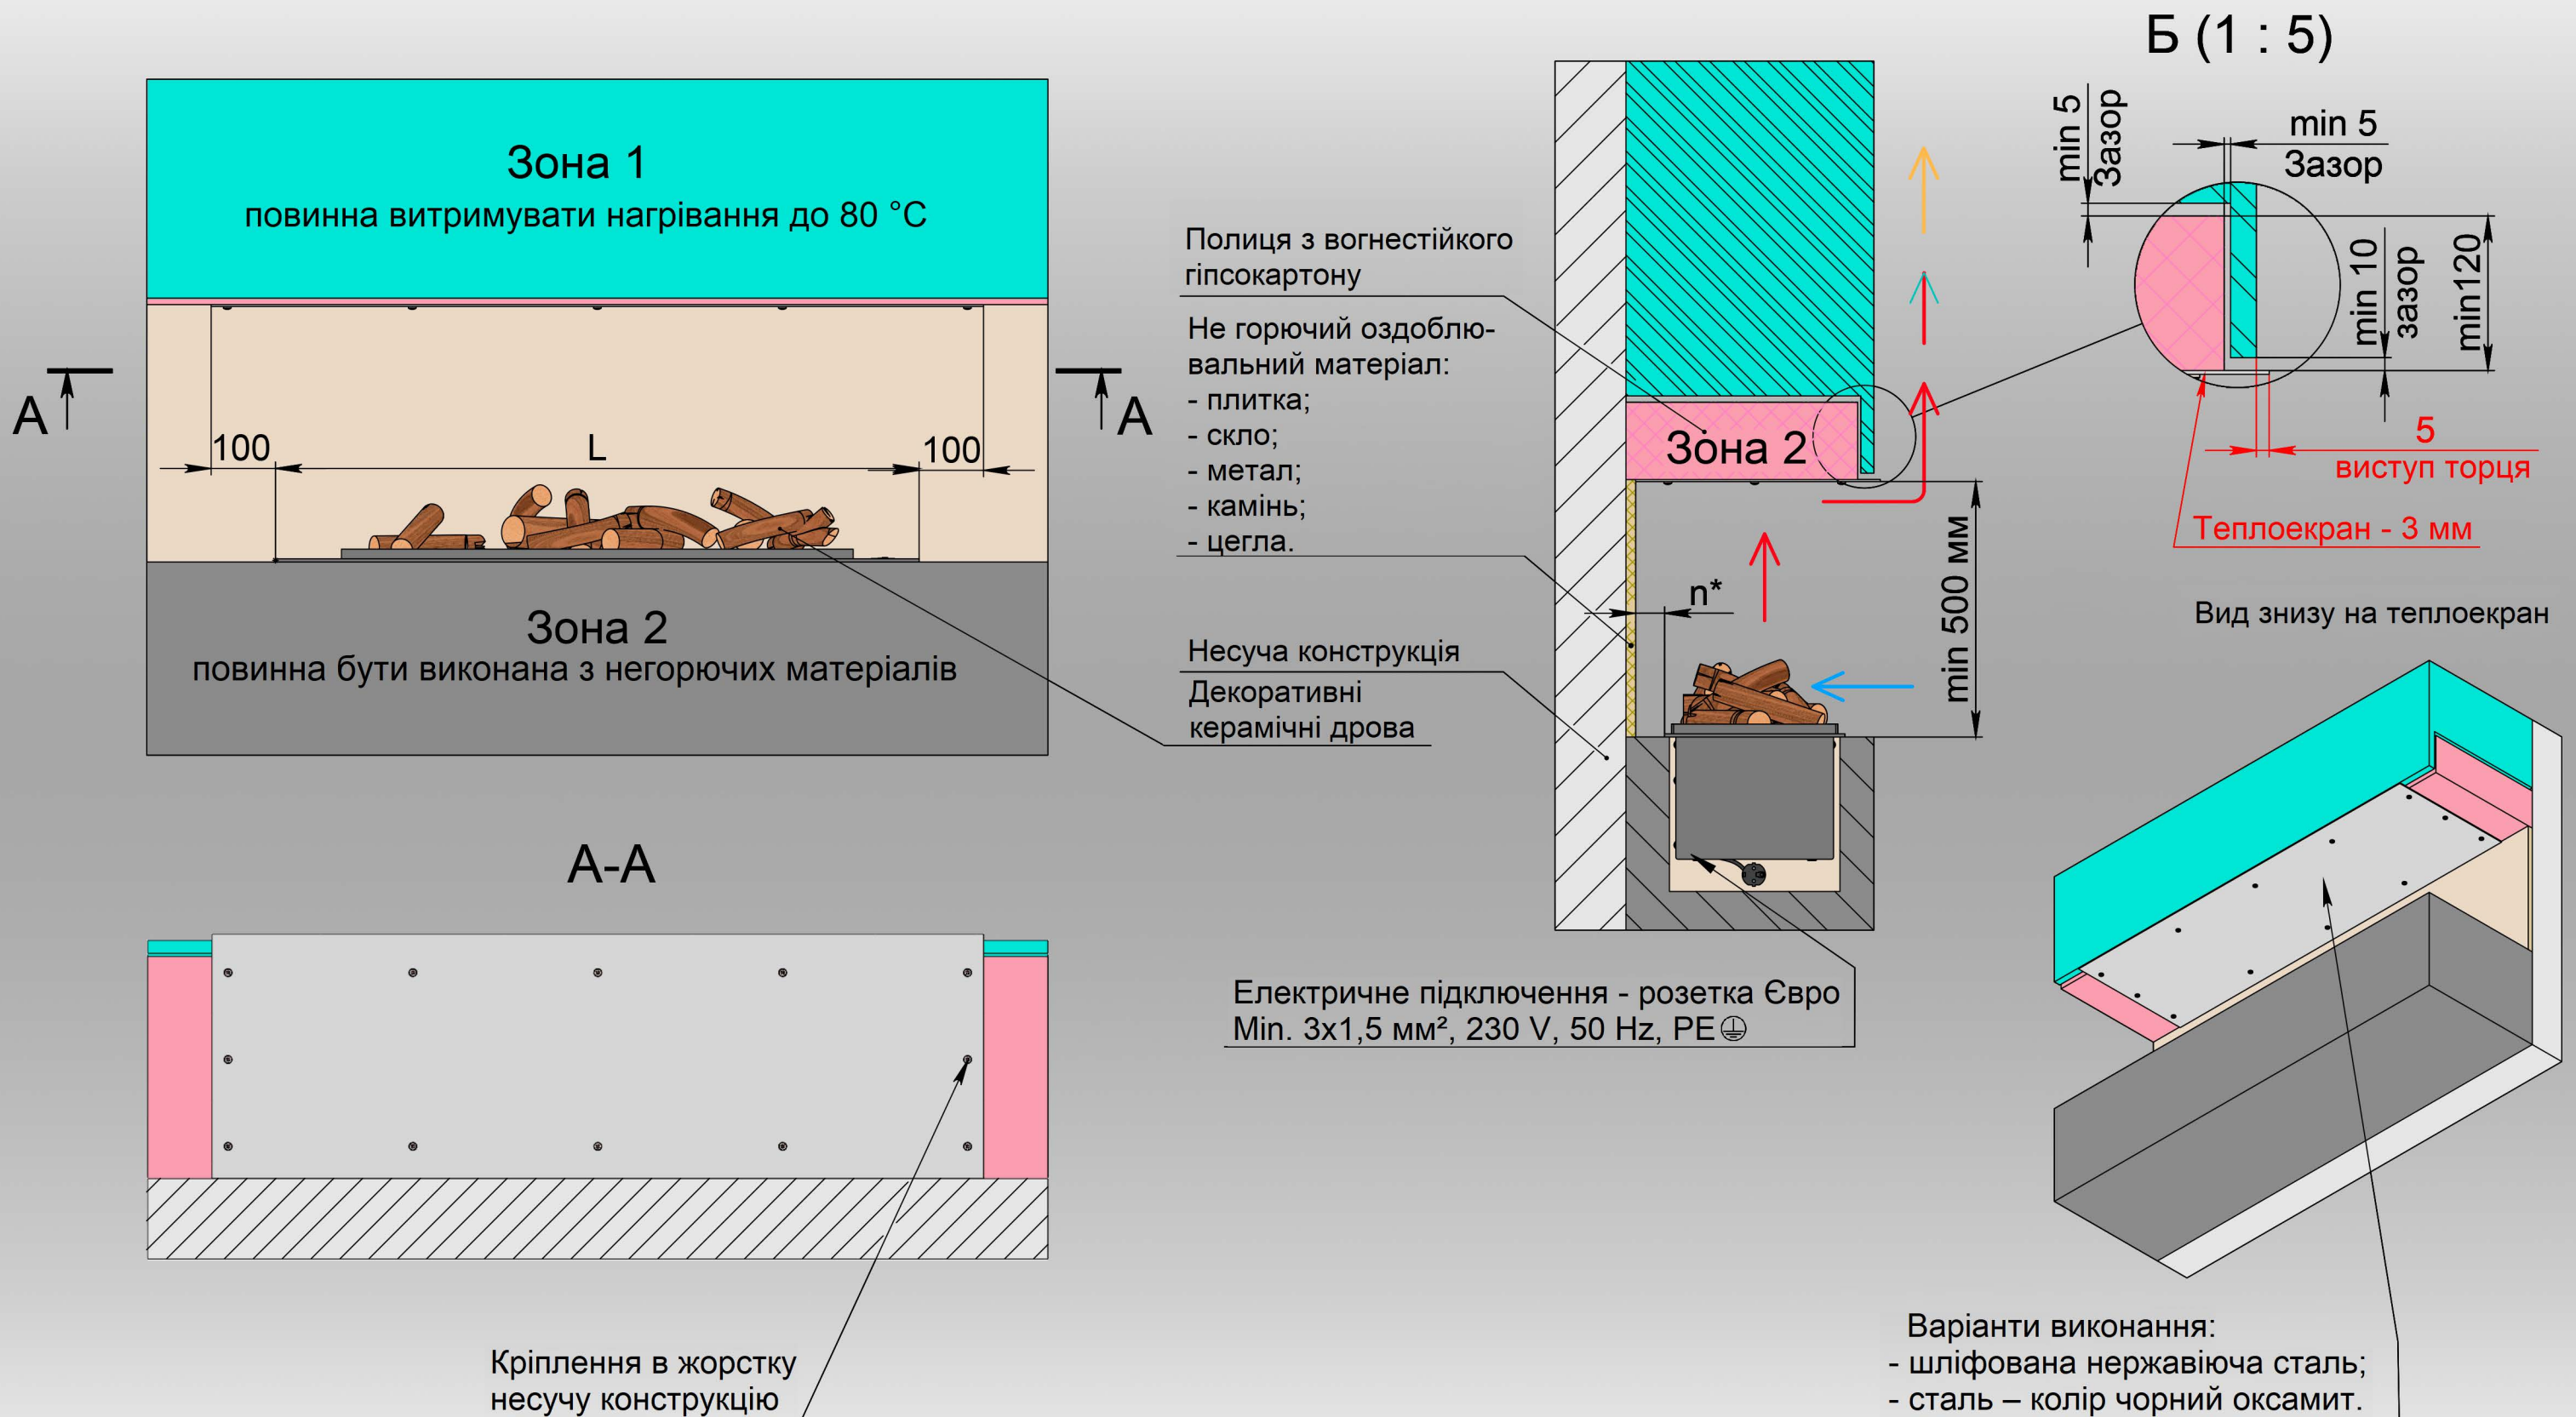 Зона 1
повинна витримувати нагрівання до 80 °C
А
А
100
L
100
Зона 2
повинна бути виконана з негорючих матеріалів
А-А
Кріплення в жорстку
несучу конструкцію
Полиця з вогнестійкого
гіпсокартону
Не горючий оздоблю-
вальний матеріал:
- плитка;
- скло;
- метал;
- камінь;
- цегла.
Несуча конструкція
Декоративні
керамічні дрова
Зона 2
n*
min 500 мм
Електричне підключення - розетка Євро
Min. 3x1,5 мм², 230 V, 50 Hz, PE
Б (1 : 5)
min 5
Зазор
min 5
Зазор
min 10
зазор
min120
5
виступ торця
Теплоекран - 3 мм
Вид знизу на теплоекран
Варіанти виконання:
- шліфована нержавіюча сталь;
- сталь – колір чорний оксамит.